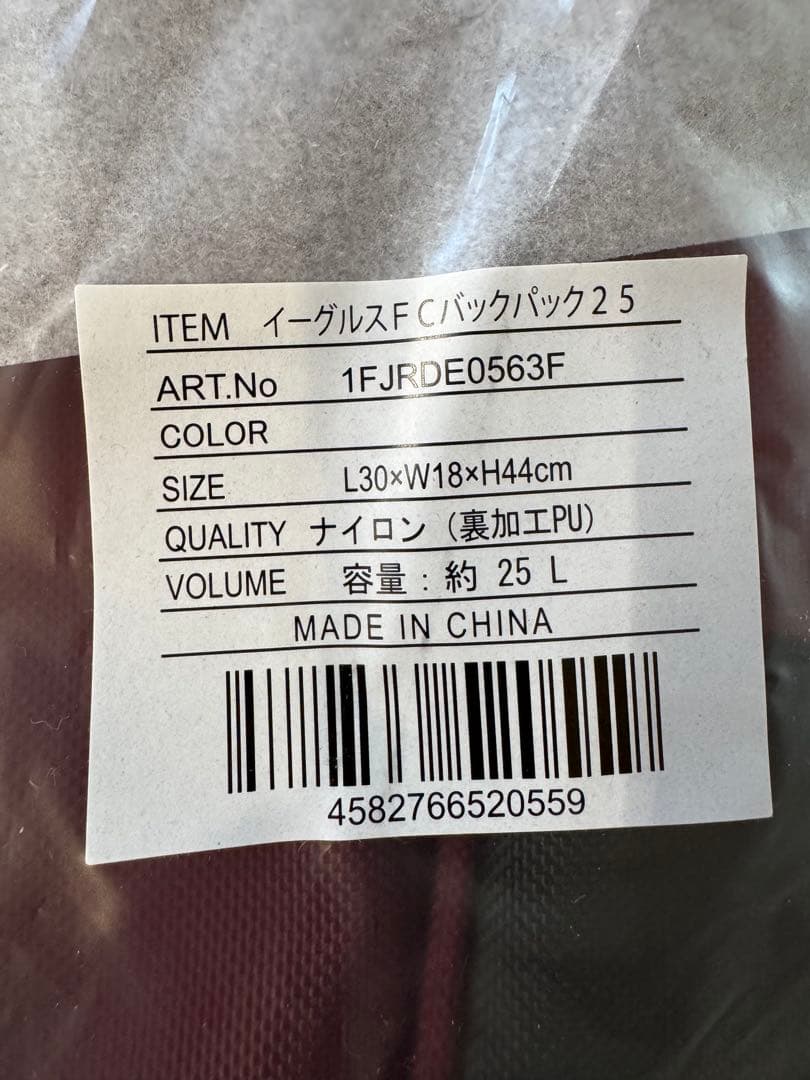 ITEM イーグルスＦＣバックパック２５
ART.No 1FJRDE0563F
COLOR
SIZE L30×W18×H44cm
QUALITY ナイロン（裏加工PU）
VOLUME 容量：約 25 L
MADE IN CHINA
4582766520559